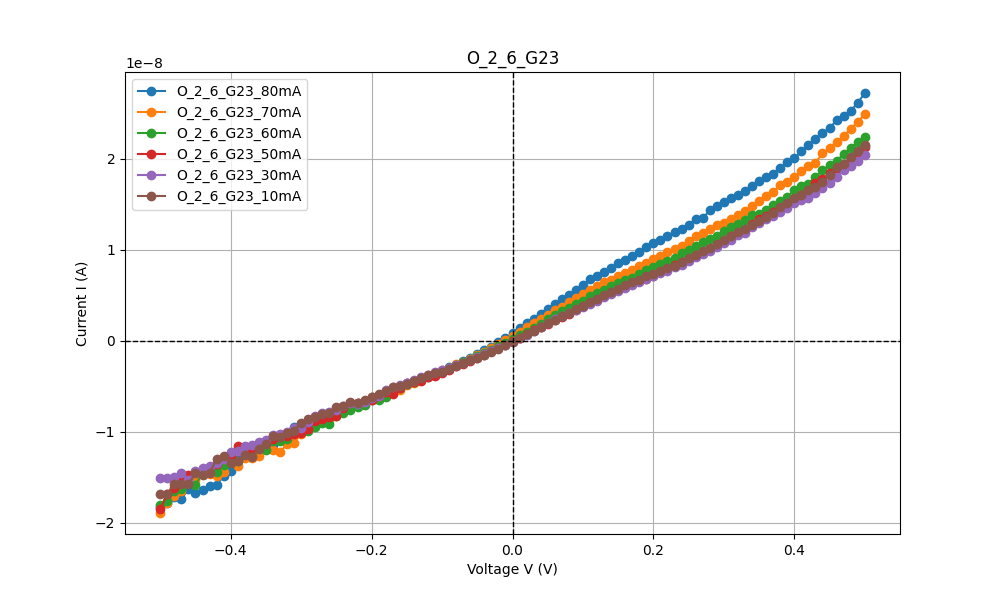 O_2_6_G23
1e−8
O_2_6_G23_80mA
O_2_6_G23_70mA
O_2_6_G23_60mA
O_2_6_G23_50mA
O_2_6_G23_30mA
O_2_6_G23_10mA
2
1
0
−1
−2
Current I (A)
−0.4 −0.2 0.0 0.2 0.4
Voltage V (V)